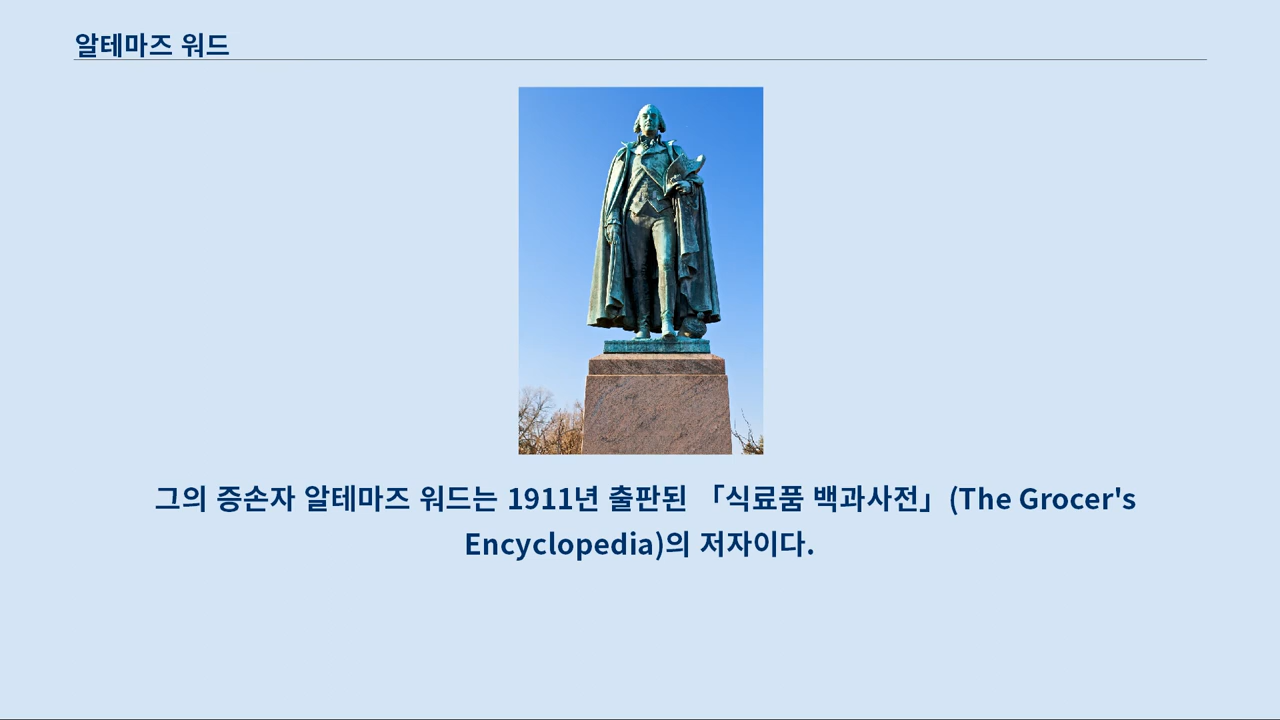 알테마즈 워드
그의 증손자 알테마즈 워드는 1911년 출판된 「식료품 백과사전」(The Grocer's
Encyclopedia)의 저자이다.